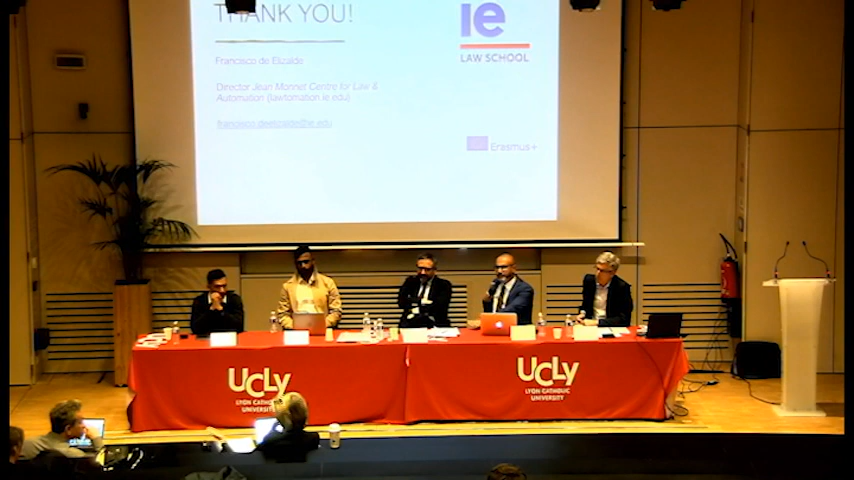 THANK YOU!
ie
LAW SCHOOL
Francisco de Elizalde
Director Jean Monnet Centre for Law &
Automation (lawtomation.ie.edu)
francisco.deelizalde@ie.edu
Erasmus+
UCLy
LYON CATHOLIC
UNIVERSITY
UCLy
LYON CATHOLIC
UNIVERSITY